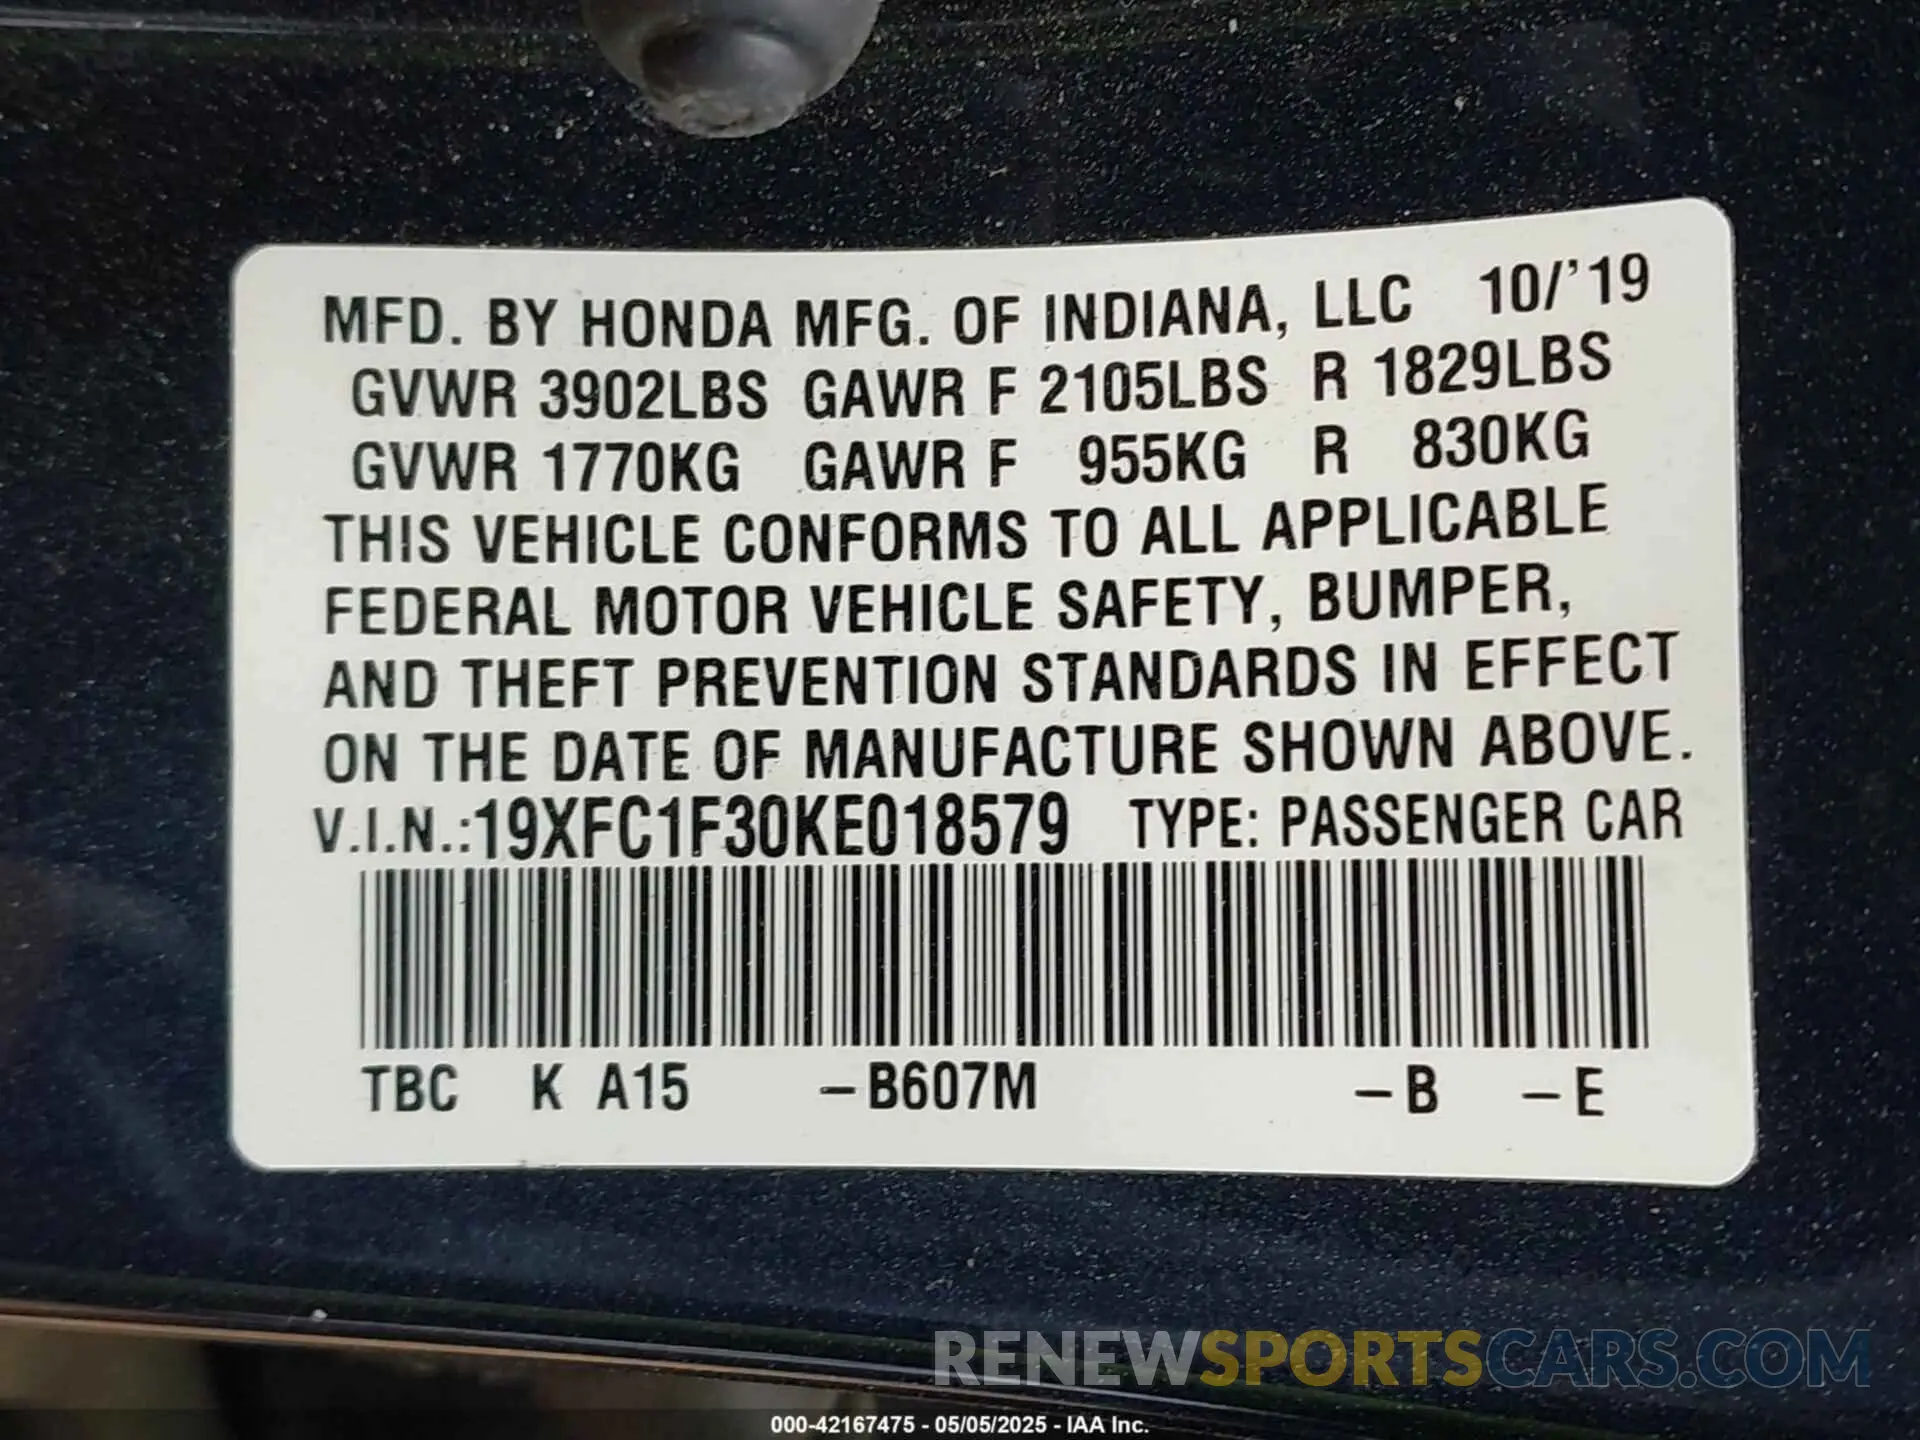 MFD. BY HONDA MFG. OF INDIANA, LLC 10/'19
GVWR 3902LBS GAWR F 2105LBS R 1829LBS
GVWR 1770KG GAWR F 955KG R 830KG
THIS VEHICLE CONFORMS TO ALL APPLICABLE
FEDERAL MOTOR VEHICLE SAFETY, BUMPER,
AND THEFT PREVENTION STANDARDS IN EFFECT
ON THE DATE OF MANUFACTURE SHOWN ABOVE.
V.I.N.:19XFC1F30KE018579 TYPE: PASSENGER CAR
TBC K A15 –B607M –B –E
RENEWSPORTSCARS.COM
000-42167475 - 05/05/2025 - IAA Inc.